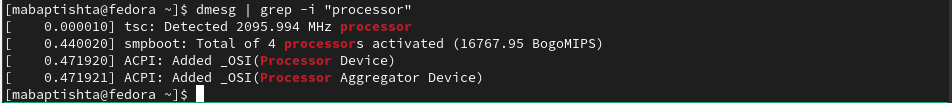 [mabaptishta@fedora ~]$ dmesg | grep -i "processor"
[    0.000010] tsc: Detected 2095.994 MHz processor
[    0.440020] smpboot: Total of 4 processors activated (16767.95 BogoMIPS)
[    0.471920] ACPI: Added _OSI(Processor Device)
[    0.471921] ACPI: Added _OSI(Processor Aggregator Device)
[mabaptishta@fedora ~]$